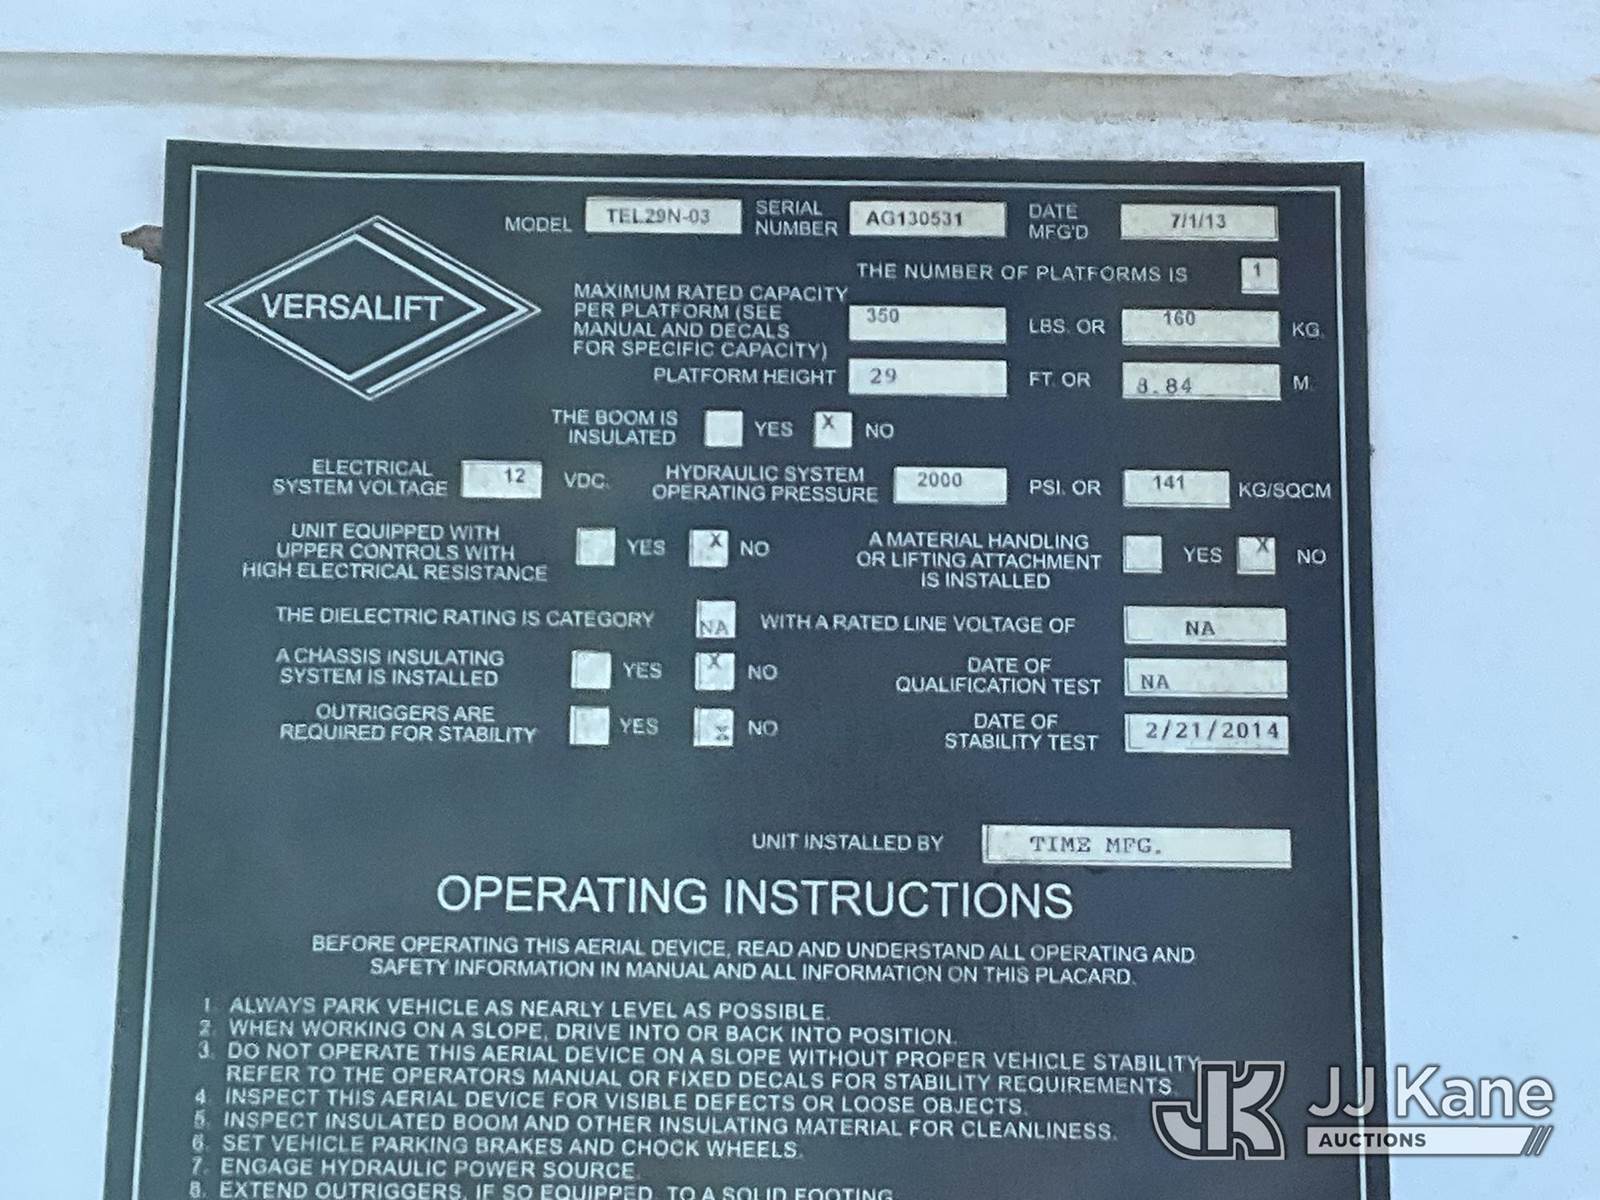 VERSALIFT
MODEL TEL29N-03 SERIAL NUMBER AG130531 DATE MFG'D 7/1/13
THE NUMBER OF PLATFORMS IS 1
MAXIMUM RATED CAPACITY
PER PLATFORM (SEE
MANUAL AND DECALS
FOR SPECIFIC CAPACITY) 350 LBS. OR 160 KG.
PLATFORM HEIGHT 29 FT. OR 8.84 M.
THE BOOM IS
INSULATED YES X NO
ELECTRICAL
SYSTEM VOLTAGE 12 VDC. HYDRAULIC SYSTEM
OPERATING PRESSURE 2000 PSI. OR 141 KG/SQCM
UNIT EQUIPPED WITH
UPPER CONTROLS WITH
HIGH ELECTRICAL RESISTANCE YES X NO
A MATERIAL HANDLING
OR LIFTING ATTACHMENT
IS INSTALLED YES X NO
THE DIELECTRIC RATING IS CATEGORY NA WITH A RATED LINE VOLTAGE OF NA
A CHASSIS INSULATING
SYSTEM IS INSTALLED YES X NO
DATE OF
QUALIFICATION TEST NA
OUTRIGGERS ARE
REQUIRED FOR STABILITY YES X NO
DATE OF
STABILITY TEST 2/21/2014
UNIT INSTALLED BY TIME MFG.
OPERATING INSTRUCTIONS
BEFORE OPERATING THIS AERIAL DEVICE, READ AND UNDERSTAND ALL OPERATING AND
SAFETY INFORMATION IN MANUAL AND ALL INFORMATION ON THIS PLACARD.
1. ALWAYS PARK VEHICLE AS NEARLY LEVEL AS POSSIBLE.
2. WHEN WORKING ON A SLOPE, DRIVE INTO OR BACK INTO POSITION.
3. DO NOT OPERATE THIS AERIAL DEVICE ON A SLOPE WITHOUT PROPER VEHICLE STABILITY
REFER TO THE OPERATORS MANUAL OR FIXED DECALS FOR STABILITY REQUIREMENTS.
4. INSPECT THIS AERIAL DEVICE FOR VISIBLE DEFECTS OR LOOSE OBJECTS.
5. INSPECT INSULATED BOOM AND OTHER INSULATING MATERIAL FOR CLEANLINESS.
6. SET VEHICLE PARKING BRAKES AND CHOCK WHEELS.
7. ENGAGE HYDRAULIC POWER SOURCE.
8. EXTEND OUTRIGGERS, IF SO EQUIPPED, TO A SOLID FOOTING.
JK JJ Kane
AUCTIONS